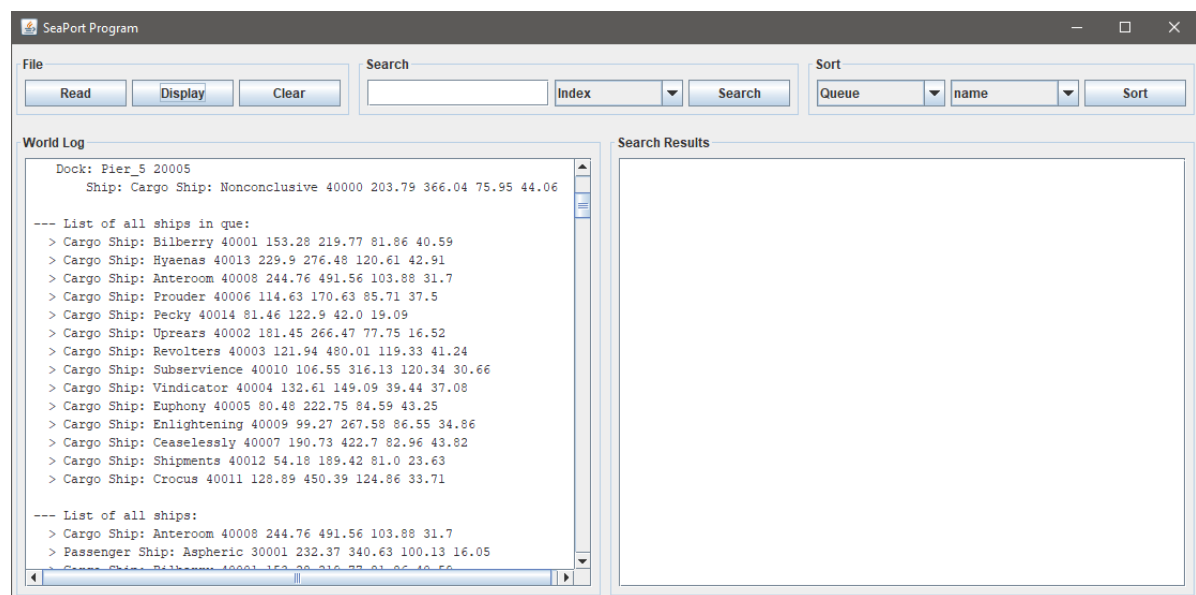 SeaPort Program
File
Search
Sort
Read
Display
Clear
Index
Search
Queue
name
Sort
World Log
Search Results
Dock: Pier_5 20005
Ship: Cargo Ship: Nonconclusive 40000 203.79 366.04 75.95 44.06
--- List of all ships in que:
> Cargo Ship: Bilberry 40001 153.28 219.77 81.86 40.59
> Cargo Ship: Hyaenas 40013 229.9 276.48 120.61 42.91
> Cargo Ship: Anteroom 40008 244.76 491.56 103.88 31.7
> Cargo Ship: Prouder 40006 114.63 170.63 85.71 37.5
> Cargo Ship: Pecky 40014 81.46 122.9 42.0 19.09
> Cargo Ship: Uprears 40002 181.45 266.47 77.75 16.52
> Cargo Ship: Revolters 40003 121.94 480.01 119.33 41.24
> Cargo Ship: Subservience 40010 106.55 316.13 120.34 30.66
> Cargo Ship: Vindicator 40004 132.61 149.09 39.44 37.08
> Cargo Ship: Euphony 40005 80.48 222.75 84.59 43.25
> Cargo Ship: Enlightening 40009 99.27 267.58 86.55 34.86
> Cargo Ship: Ceaselessly 40007 190.73 422.7 82.96 43.82
> Cargo Ship: Shipments 40012 54.18 189.42 81.0 23.63
> Cargo Ship: Crocus 40011 128.89 450.39 124.86 33.71
--- List of all ships:
> Cargo Ship: Anteroom 40008 244.76 491.56 103.88 31.7
> Passenger Ship: Aspheric 30001 232.37 340.63 100.13 16.05
> Cargo Ship: Bilberry 40001 153.28 219.77 81.86 40.59